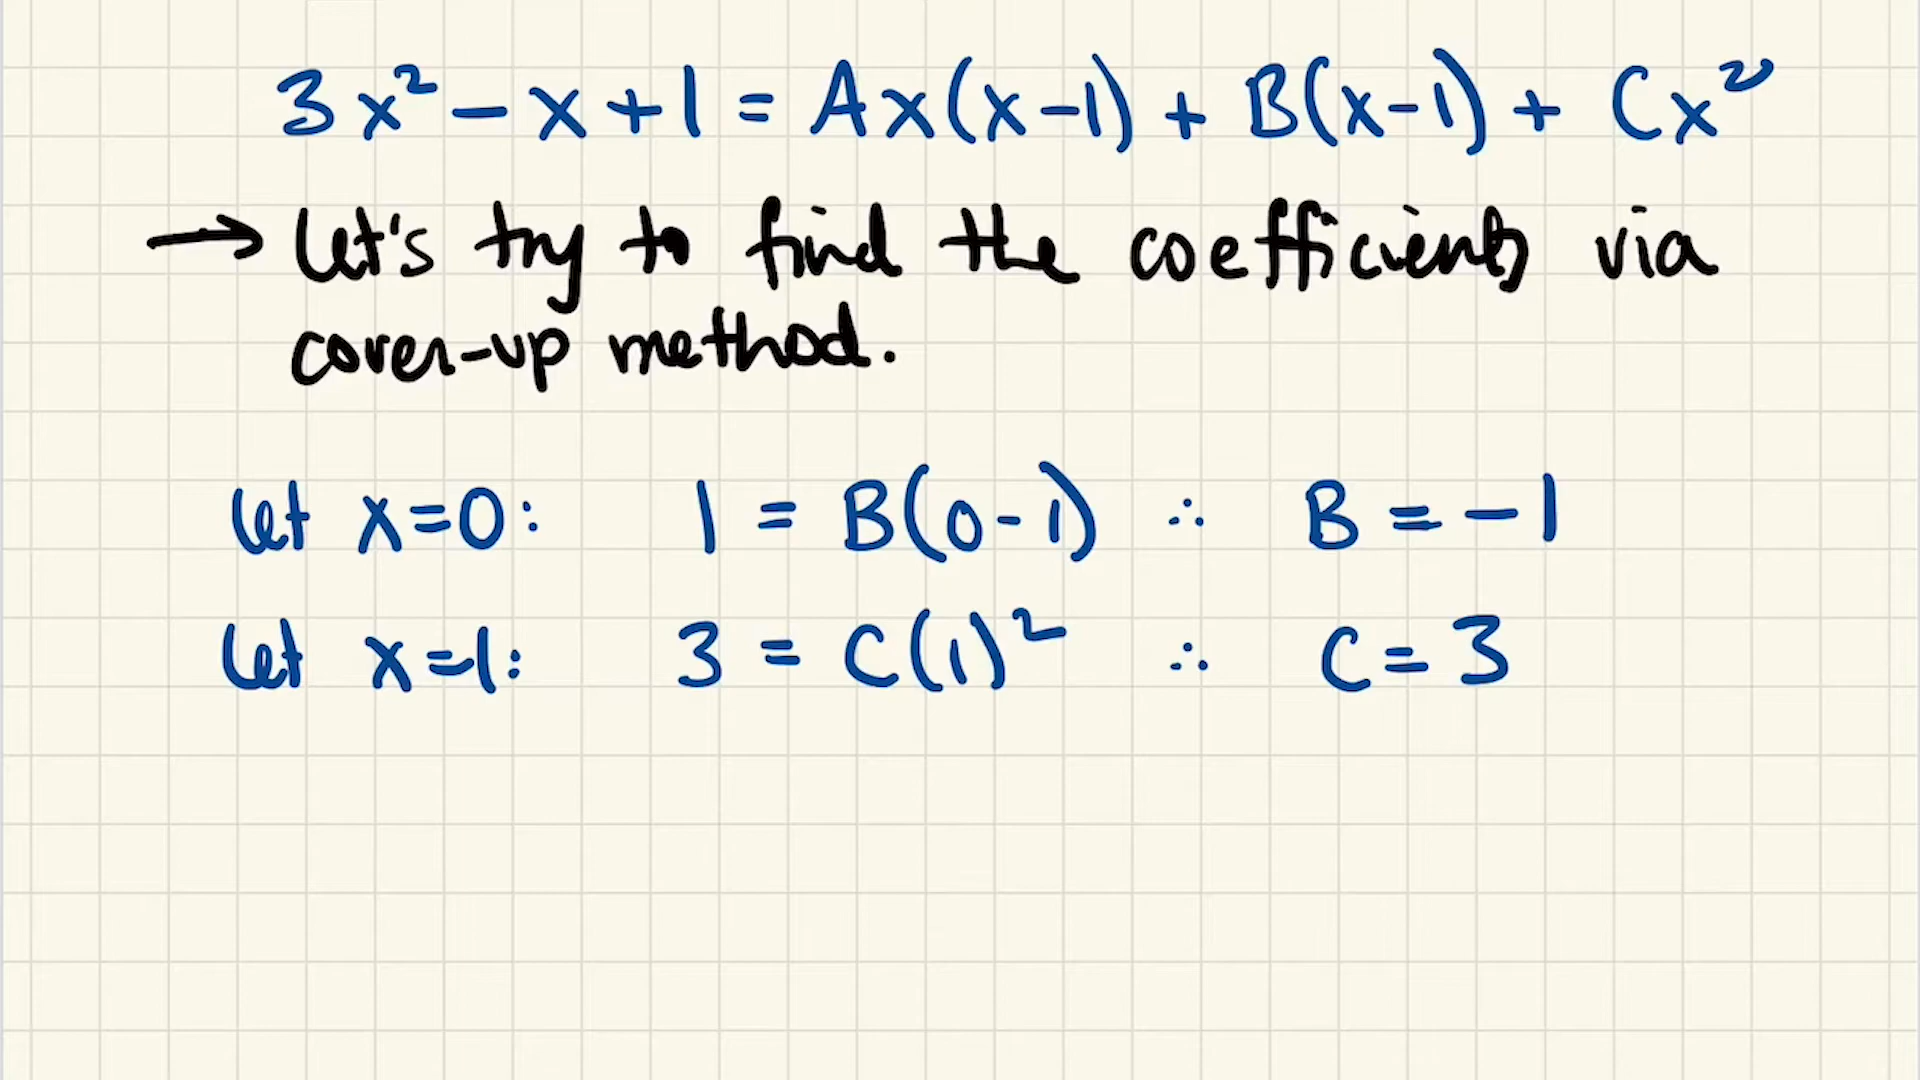 3x² - x + 1 = Ax(x-1) + B(x-1) + Cx²
→ Let's try to find the coefficients via
cover-up method.
Let x=0: 1 = B(0-1) ∴ B = -1
Let x=1: 3 = C(1)² ∴ C = 3